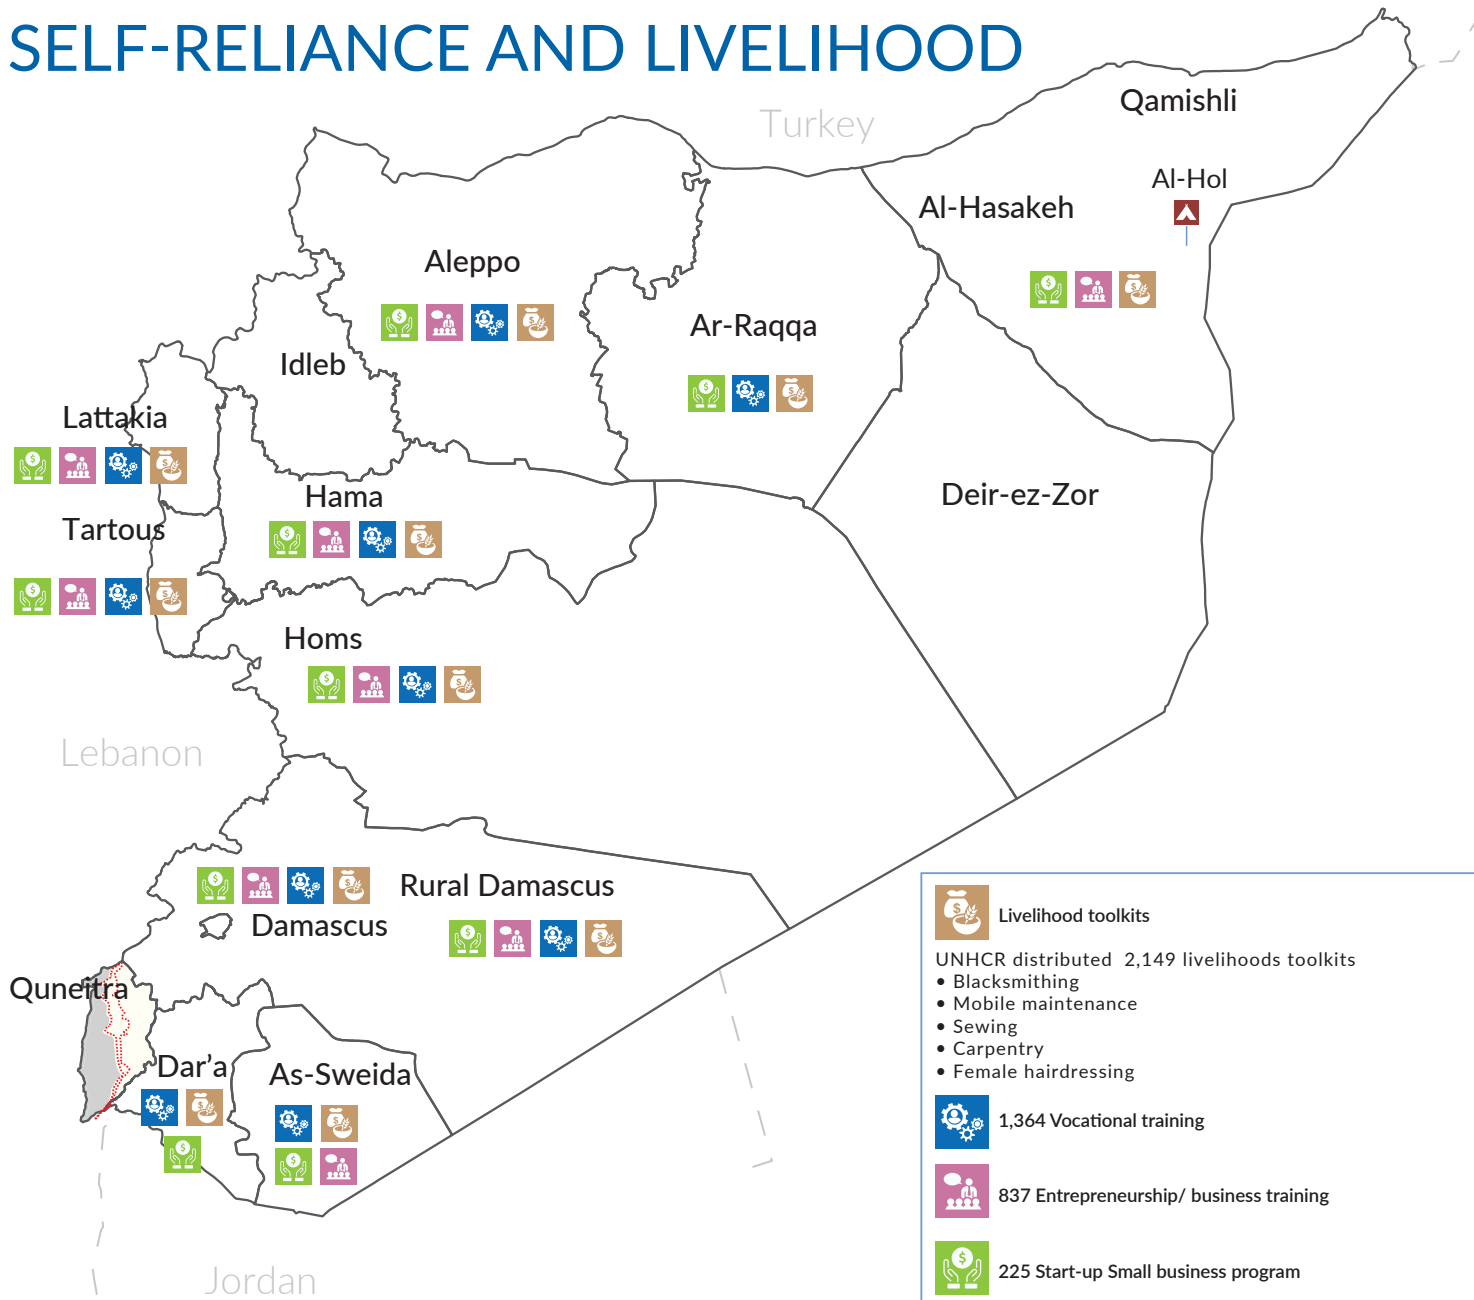 SELF-RELIANCE AND LIVELIHOOD
Turkey
Qamishli
Al-Hol
Al-Hasakeh
Aleppo
Ar-Raqqa
Idleb
Lattakia
Deir-ez-Zor
Hama
Tartous
Homs
Lebanon
Rural Damascus
Damascus
Quneitra
Dar’a
As-Sweida
Jordan
Livelihood toolkits
UNHCR distributed 2,149 livelihoods toolkits
• Blacksmithing
• Mobile maintenance
• Sewing
• Carpentry
• Female hairdressing
1,364 Vocational training
837 Entrepreneurship/ business training
225 Start-up Small business program